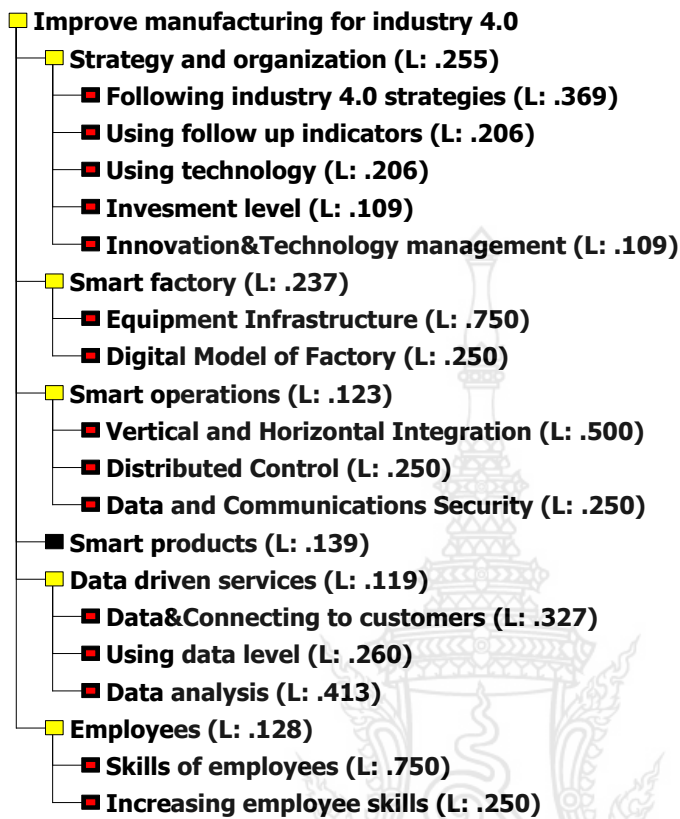 Improve manufacturing for industry 4.0
Strategy and organization (L: .255)
Following industry 4.0 strategies (L: .369)
Using follow up indicators (L: .206)
Using technology (L: .206)
Invesment level (L: .109)
Innovation&Technology management (L: .109)
Smart factory (L: .237)
Equipment Infrastructure (L: .750)
Digital Model of Factory (L: .250)
Smart operations (L: .123)
Vertical and Horizontal Integration (L: .500)
Distributed Control (L: .250)
Data and Communications Security (L: .250)
Smart products (L: .139)
Data driven services (L: .119)
Data&Connecting to customers (L: .327)
Using data level (L: .260)
Data analysis (L: .413)
Employees (L: .128)
Skills of employees (L: .750)
Increasing employee skills (L: .250)